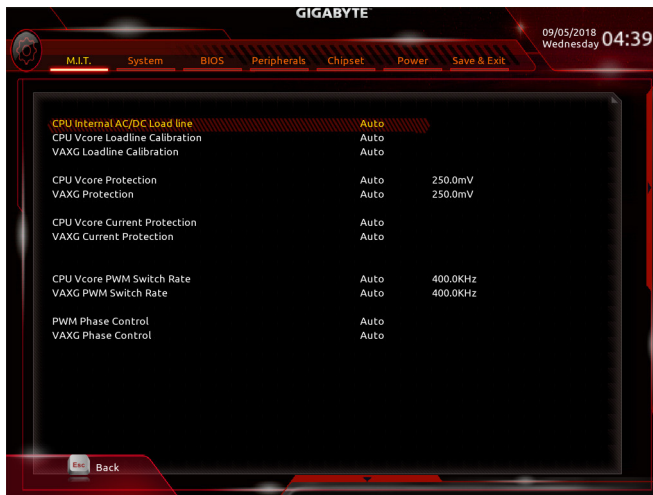 GIGABYTE™
09/05/2018 04:39
Wednesday
M.I.T. System BIOS Peripherals Chipset Power Save & Exit
CPU Internal AC/DC Load line Auto
CPU Vcore Loadline Calibration Auto
VAXG Loadline Calibration Auto
CPU Vcore Protection Auto 250.0mV
VAXG Protection Auto 250.0mV
CPU Vcore Current Protection Auto
VAXG Current Protection Auto
CPU Vcore PWM Switch Rate Auto 400.0KHz
VAXG PWM Switch Rate Auto 400.0KHz
PWM Phase Control Auto
VAXG Phase Control Auto
Esc Back